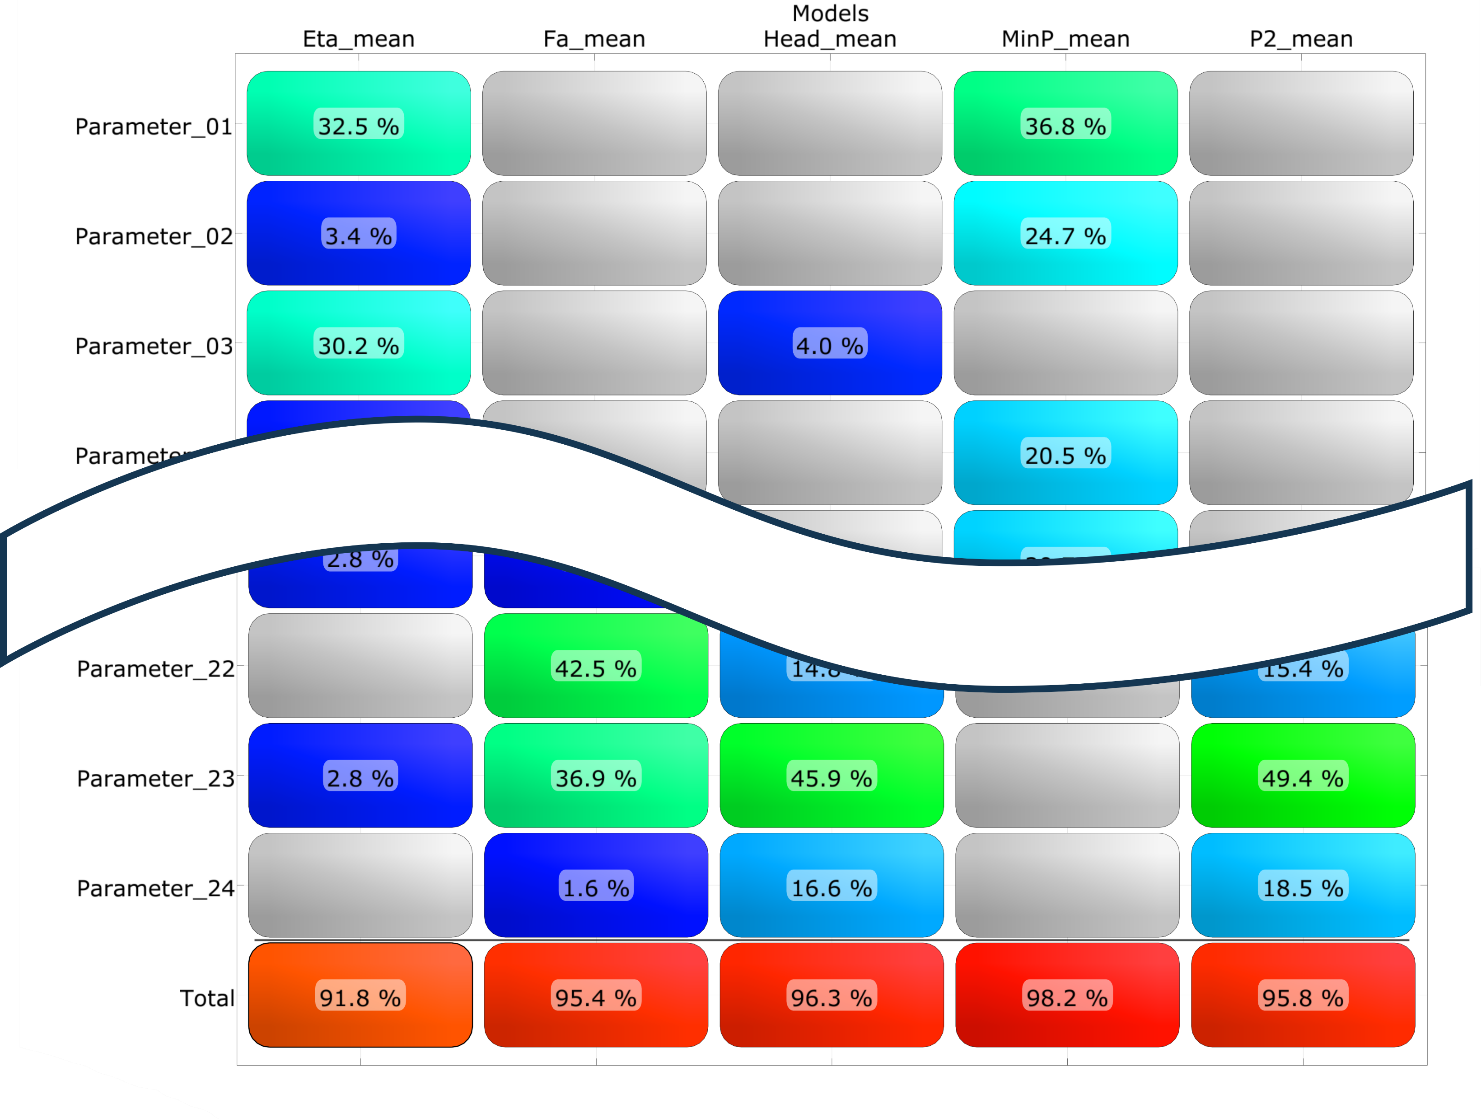 Models
Eta_mean Fa_mean Head_mean MinP_mean P2_mean
Parameter_01 32.5 % 36.8 %
Parameter_02 3.4 % 24.7 %
Parameter_03 30.2 % 4.0 %
20.5 %
2.8 %
Parameter_22 42.5 % 15.4 %
Parameter_23 2.8 % 36.9 % 45.9 % 49.4 %
Parameter_24 1.6 % 16.6 % 18.5 %
Total 91.8 % 95.4 % 96.3 % 98.2 % 95.8 %